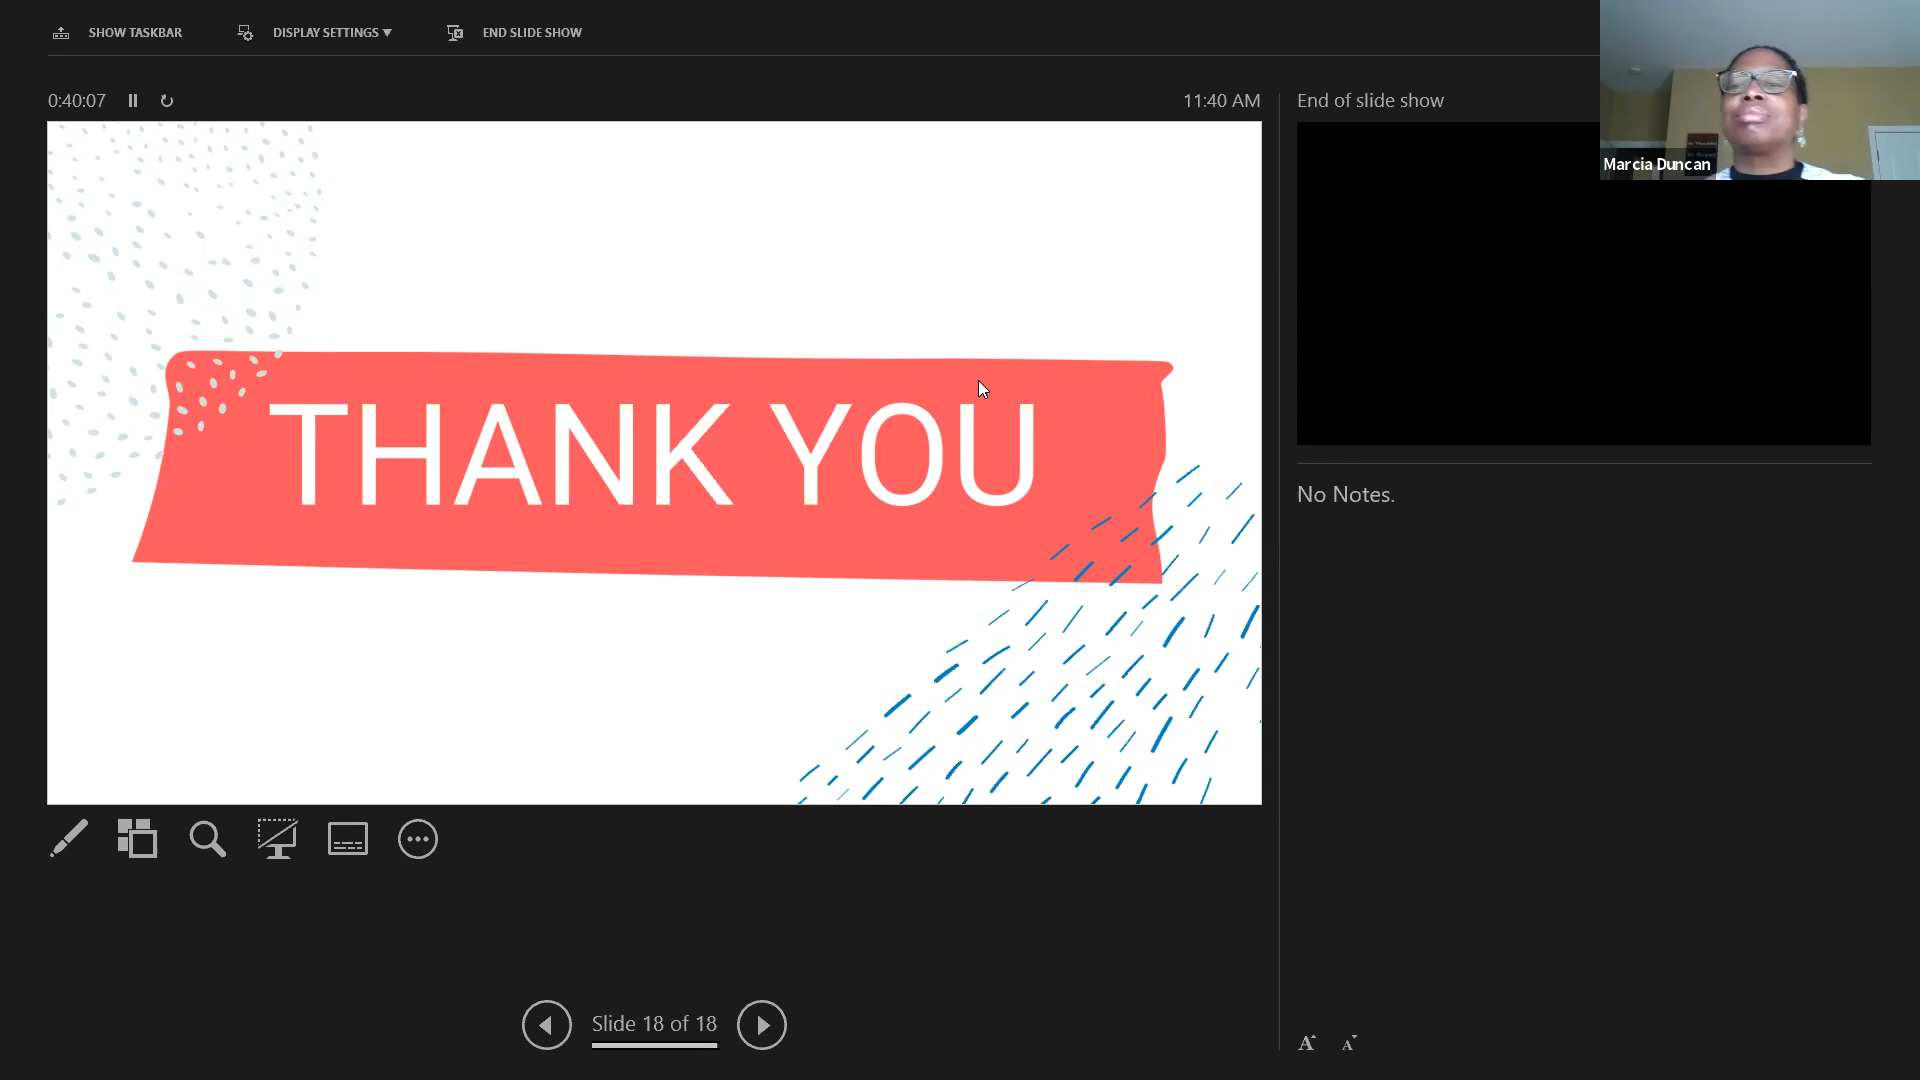 SHOW TASKBAR
DISPLAY SETTINGS ▼
END SLIDE SHOW
0:40:07
11:40 AM
End of slide show
Marcia Duncan
THANK YOU
No Notes.
Slide 18 of 18
A
A